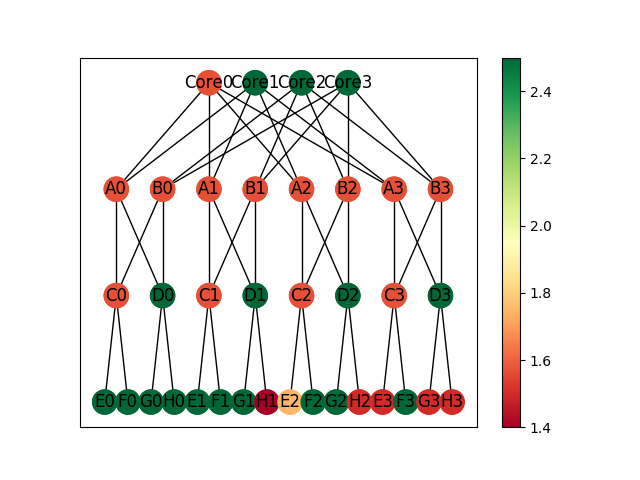 Core0 Core1 Core2 Core3
A0 B0 A1 B1 A2 B2 A3 B3
C0 D0 C1 D1 C2 D2 C3 D3
E0 F0 G0 H0 E1 F1 G1 H1 E2 F2 G2 H2 E3 F3 G3 H3
2.4
2.2
2.0
1.8
1.6
1.4